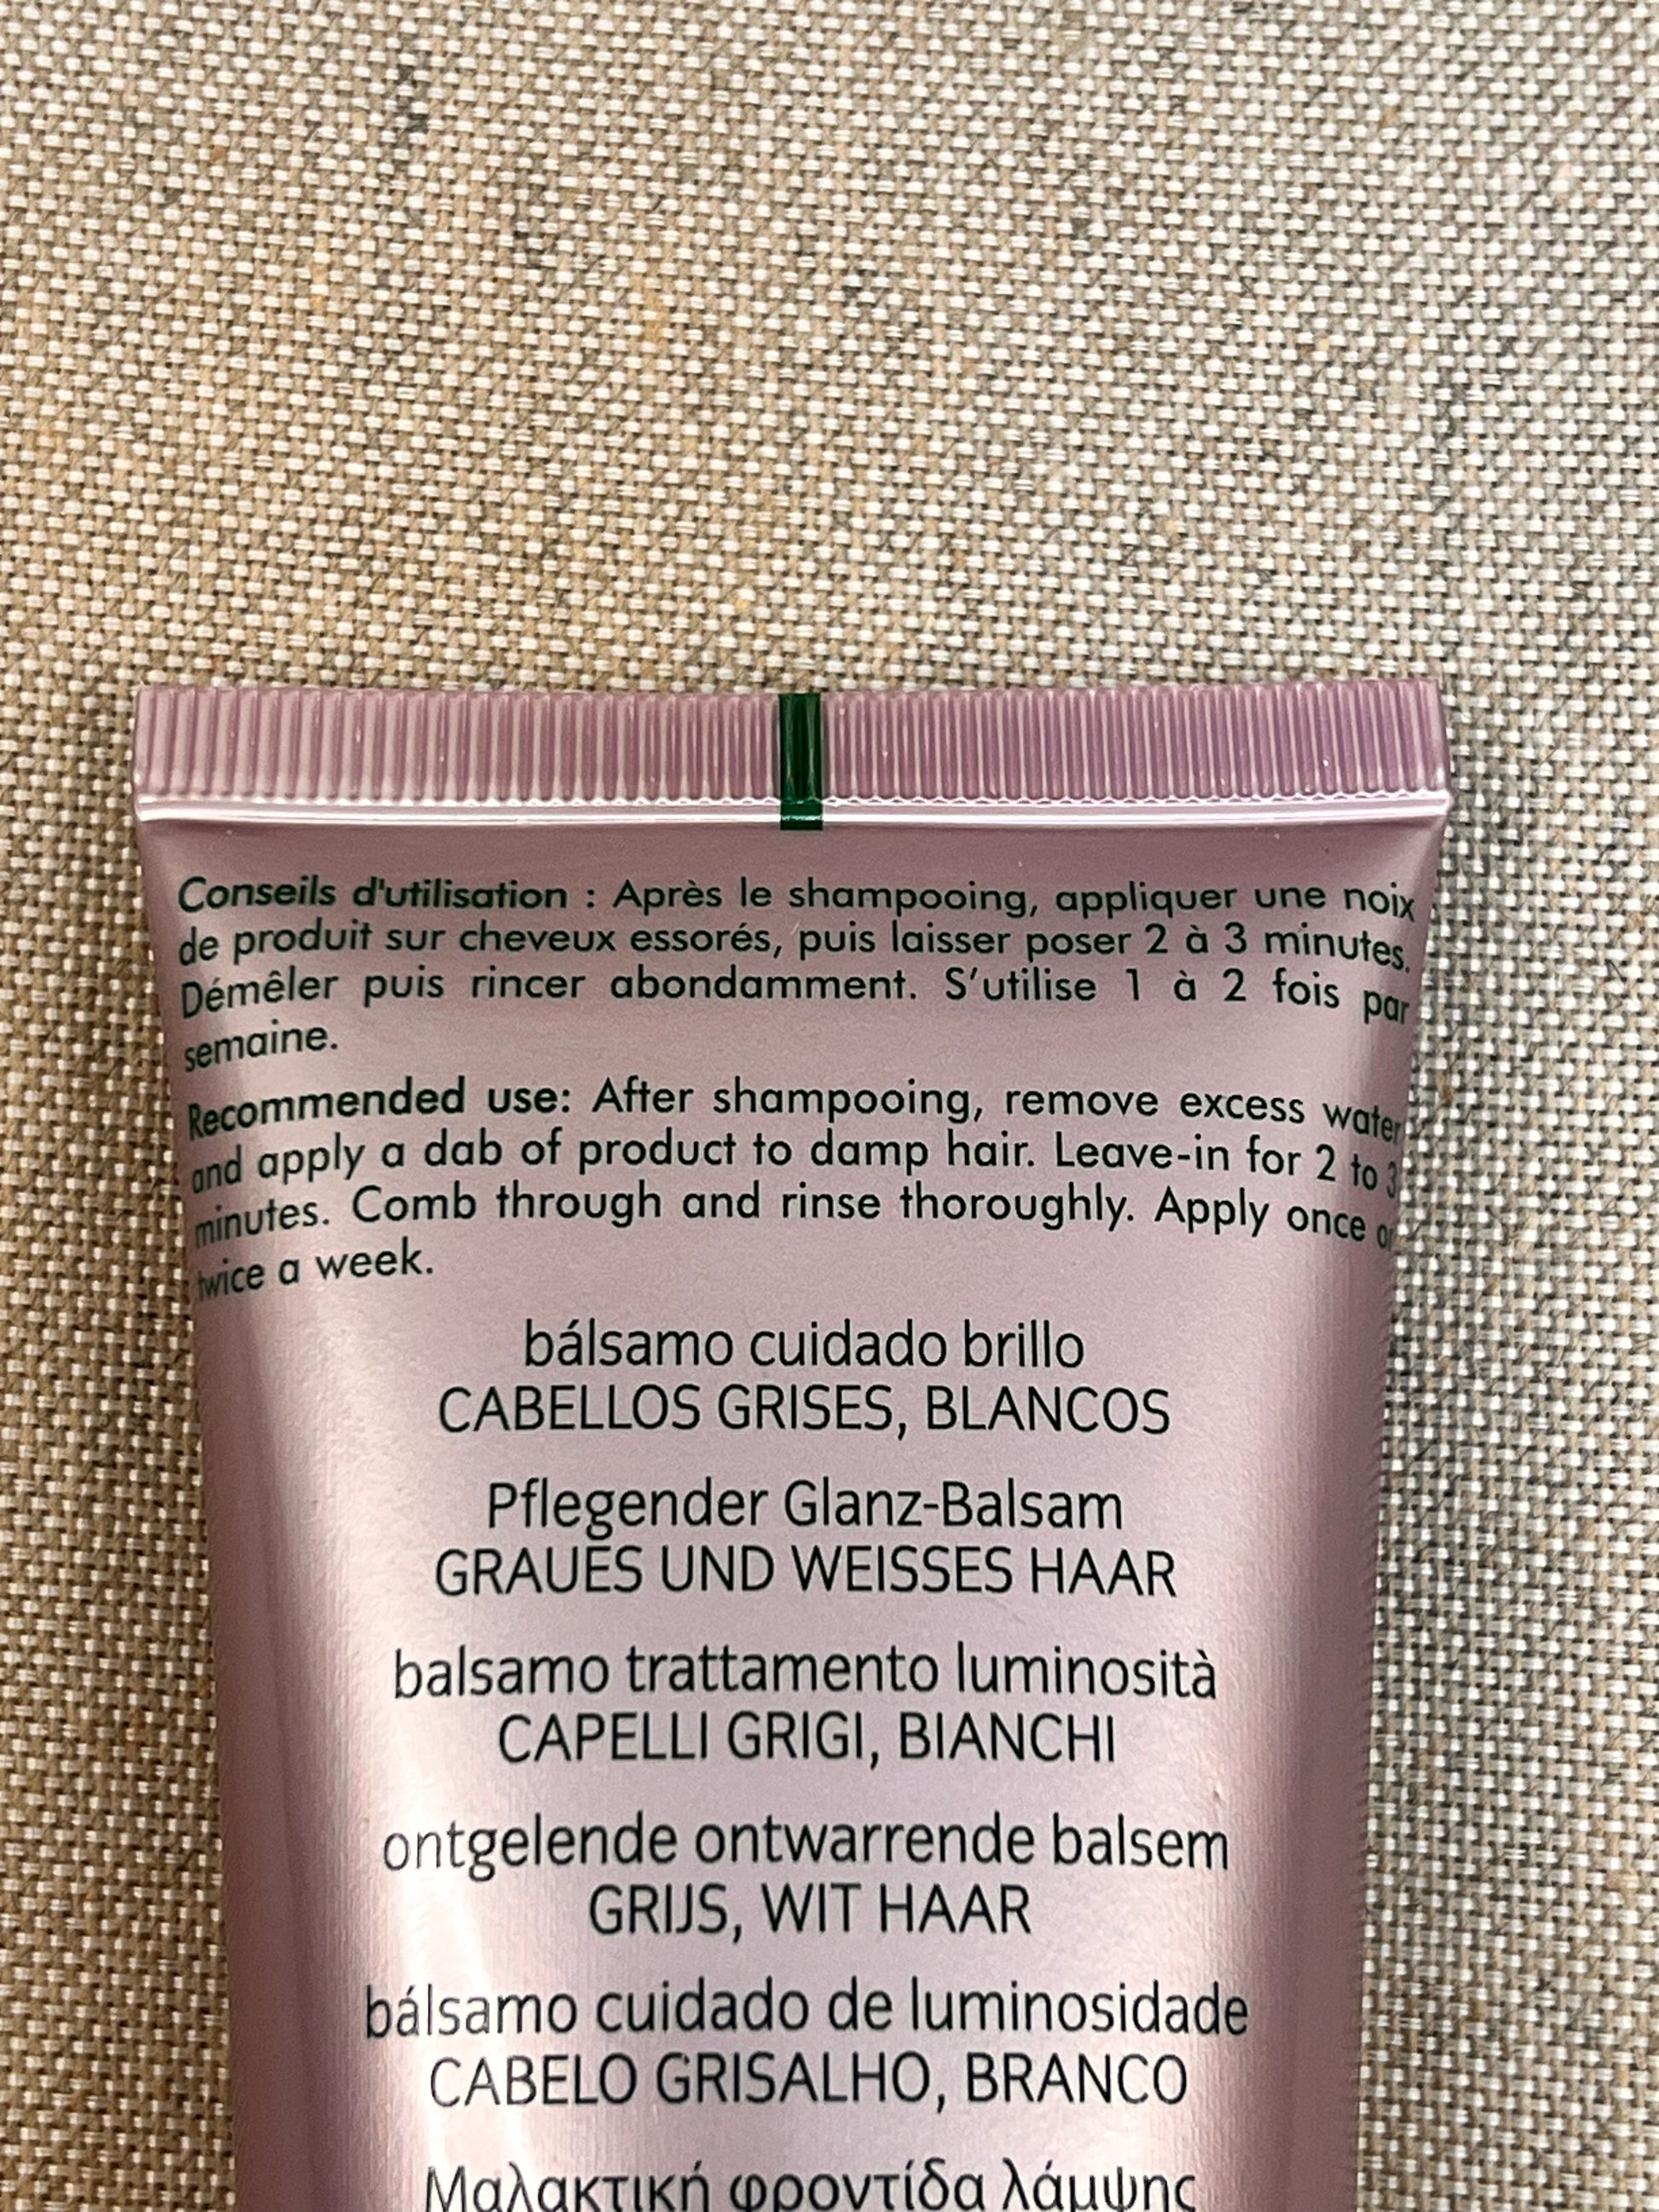 Conseils d'utilisation : Après le shampooing, appliquer une noix
de produit sur cheveux essorés, puis laisser poser 2 à 3 minutes.
Démêler puis rincer abondamment. S'utilise 1 à 2 fois par
semaine.
Recommended use: After shampooing, remove excess water
and apply a dab of product to damp hair. Leave-in for 2 to 3
minutes. Comb through and rinse thoroughly. Apply once or
twice a week.
bálsamo cuidado brillo
CABELLOS GRISES, BLANCOS
Pflegender Glanz-Balsam
GRAUES UND WEISSES HAAR
balsamo trattamento luminosità
CAPELLI GRIGI, BIANCHI
ontgelende ontwarrende balsem
GRIJS, WIT HAAR
bálsamo cuidado de luminosidade
CABELO GRISALHO, BRANCO
Μαλακτική φροντίδα λάμψης